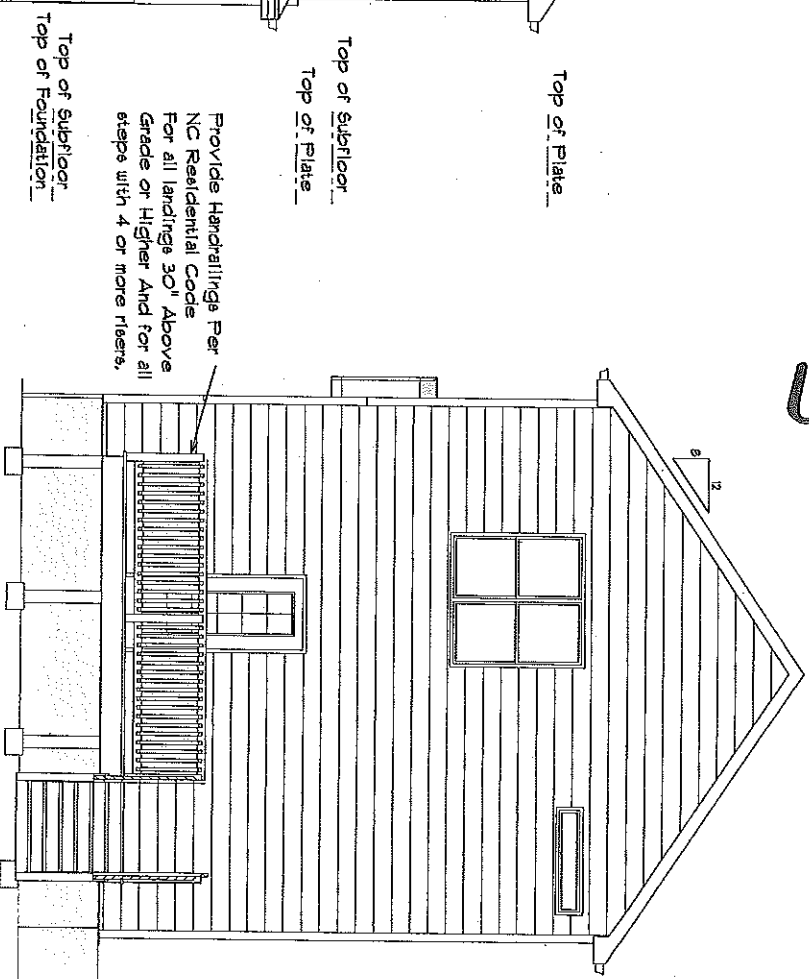 Top of Plate
Top of Subfloor
Top of Plate
Top of Subfloor
Top of Foundation
Provide Handrailings Per
NC Residential Code
For all landings 30" Above
Grade or Higher And for all
steps with 4 or more risers.
12
8